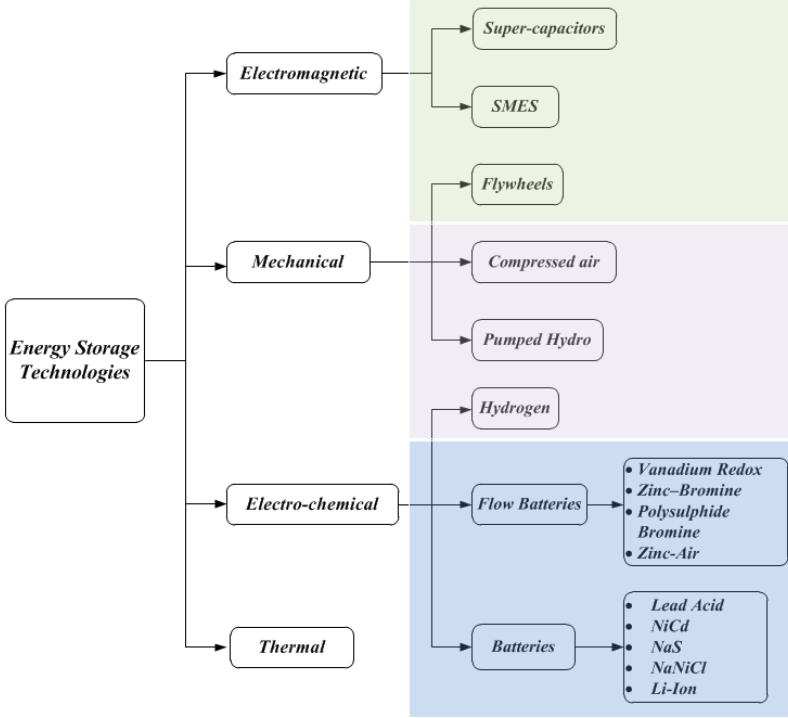 Super-capacitors
Electromagnetic
SMES
Flywheels
Mechanical
Compressed air
Energy Storage
Technologies
Pumped Hydro
Hydrogen
Electro-chemical
Flow Batteries
• Vanadium Redox
• Zinc–Bromine
• Polysulphide
Bromine
• Zinc-Air
Thermal
Batteries
• Lead Acid
• NiCd
• NaS
• NaNiCl
• Li-Ion